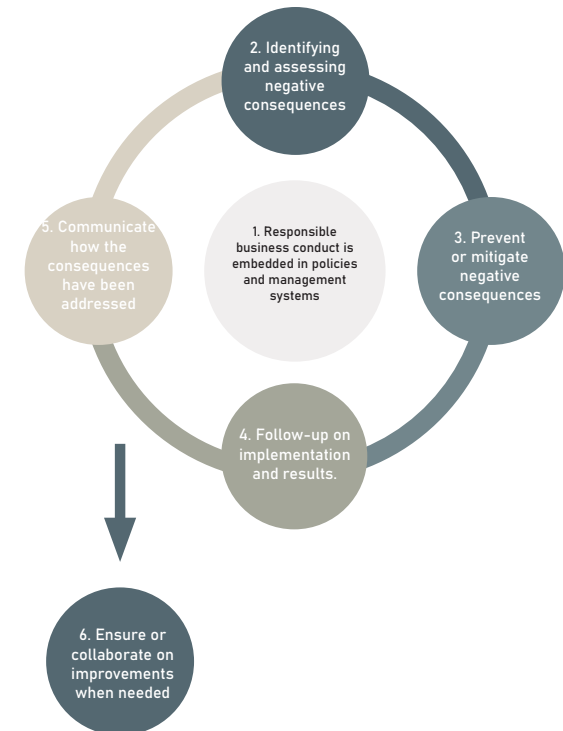 2. Identifying
and assessing
negative
consequences
1. Responsible
business conduct is
embedded in policies
and management
systems
3. Prevent
or mitigate
negative
consequences
4. Follow-up on
implementation
and results.
5. Communicate
how the
consequences
have been
addressed
6. Ensure or
collaborate on
improvements
when needed